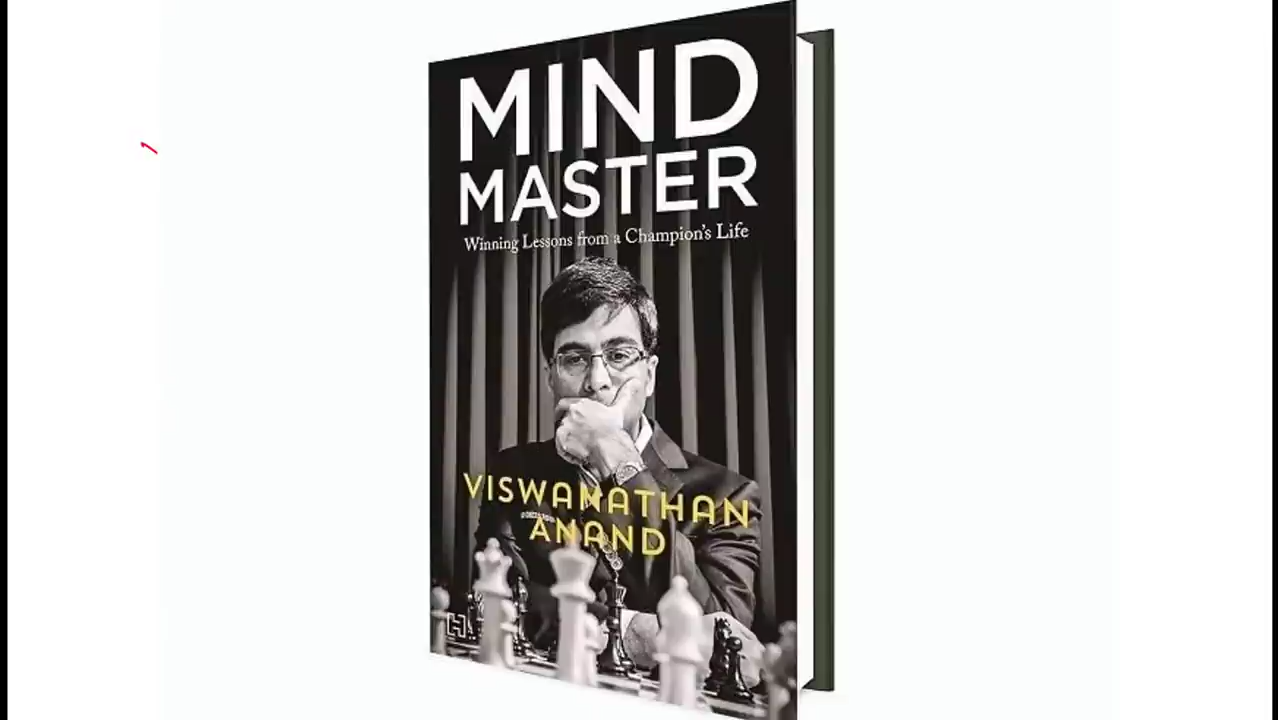 MIND
MASTER
Winning Lessons from a Champion's Life
VISWANATHAN
ANAND
H